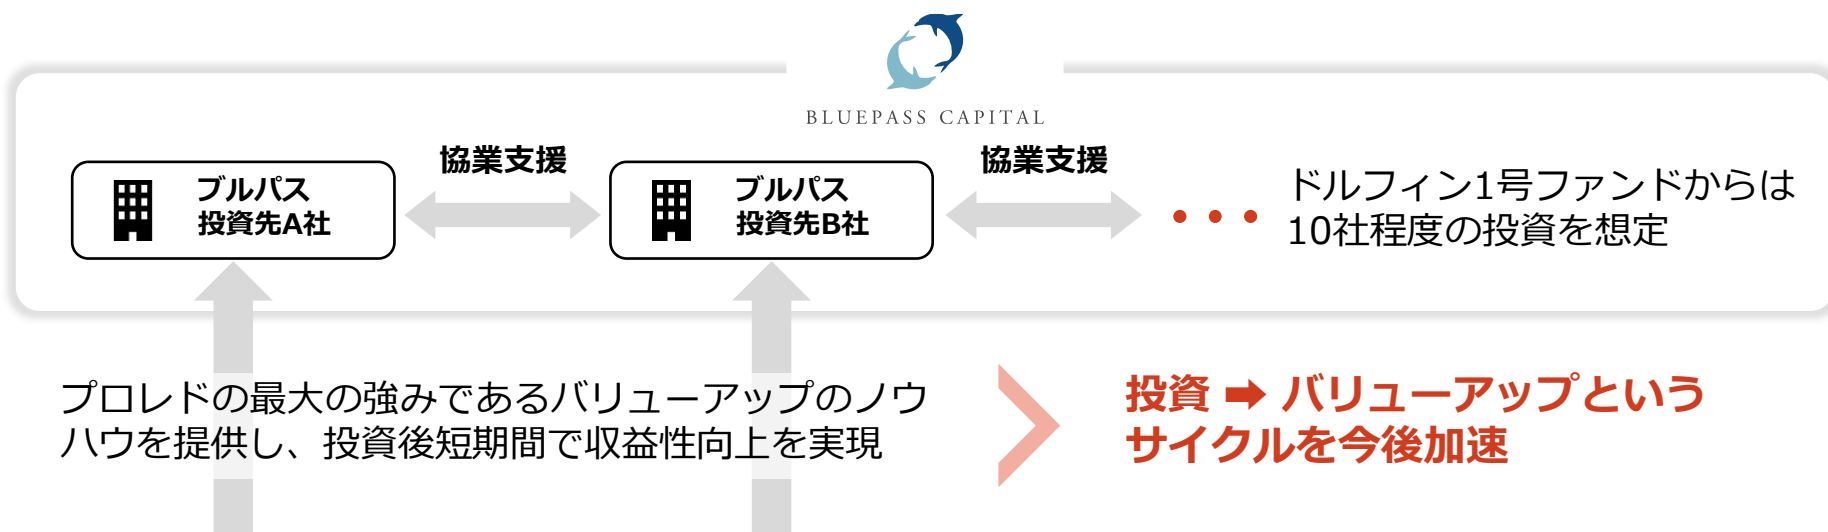 BLUEPASS CAPITAL
協業支援
協業支援
ブルパス
投資先A社
ブルパス
投資先B社
ドルフィン1号ファンドからは
10社程度の投資を想定
プロレドの最大の強みであるバリューアップのノウ
ハウを提供し、投資後短期間で収益性向上を実現
投資 ➡ バリューアップという
サイクルを今後加速